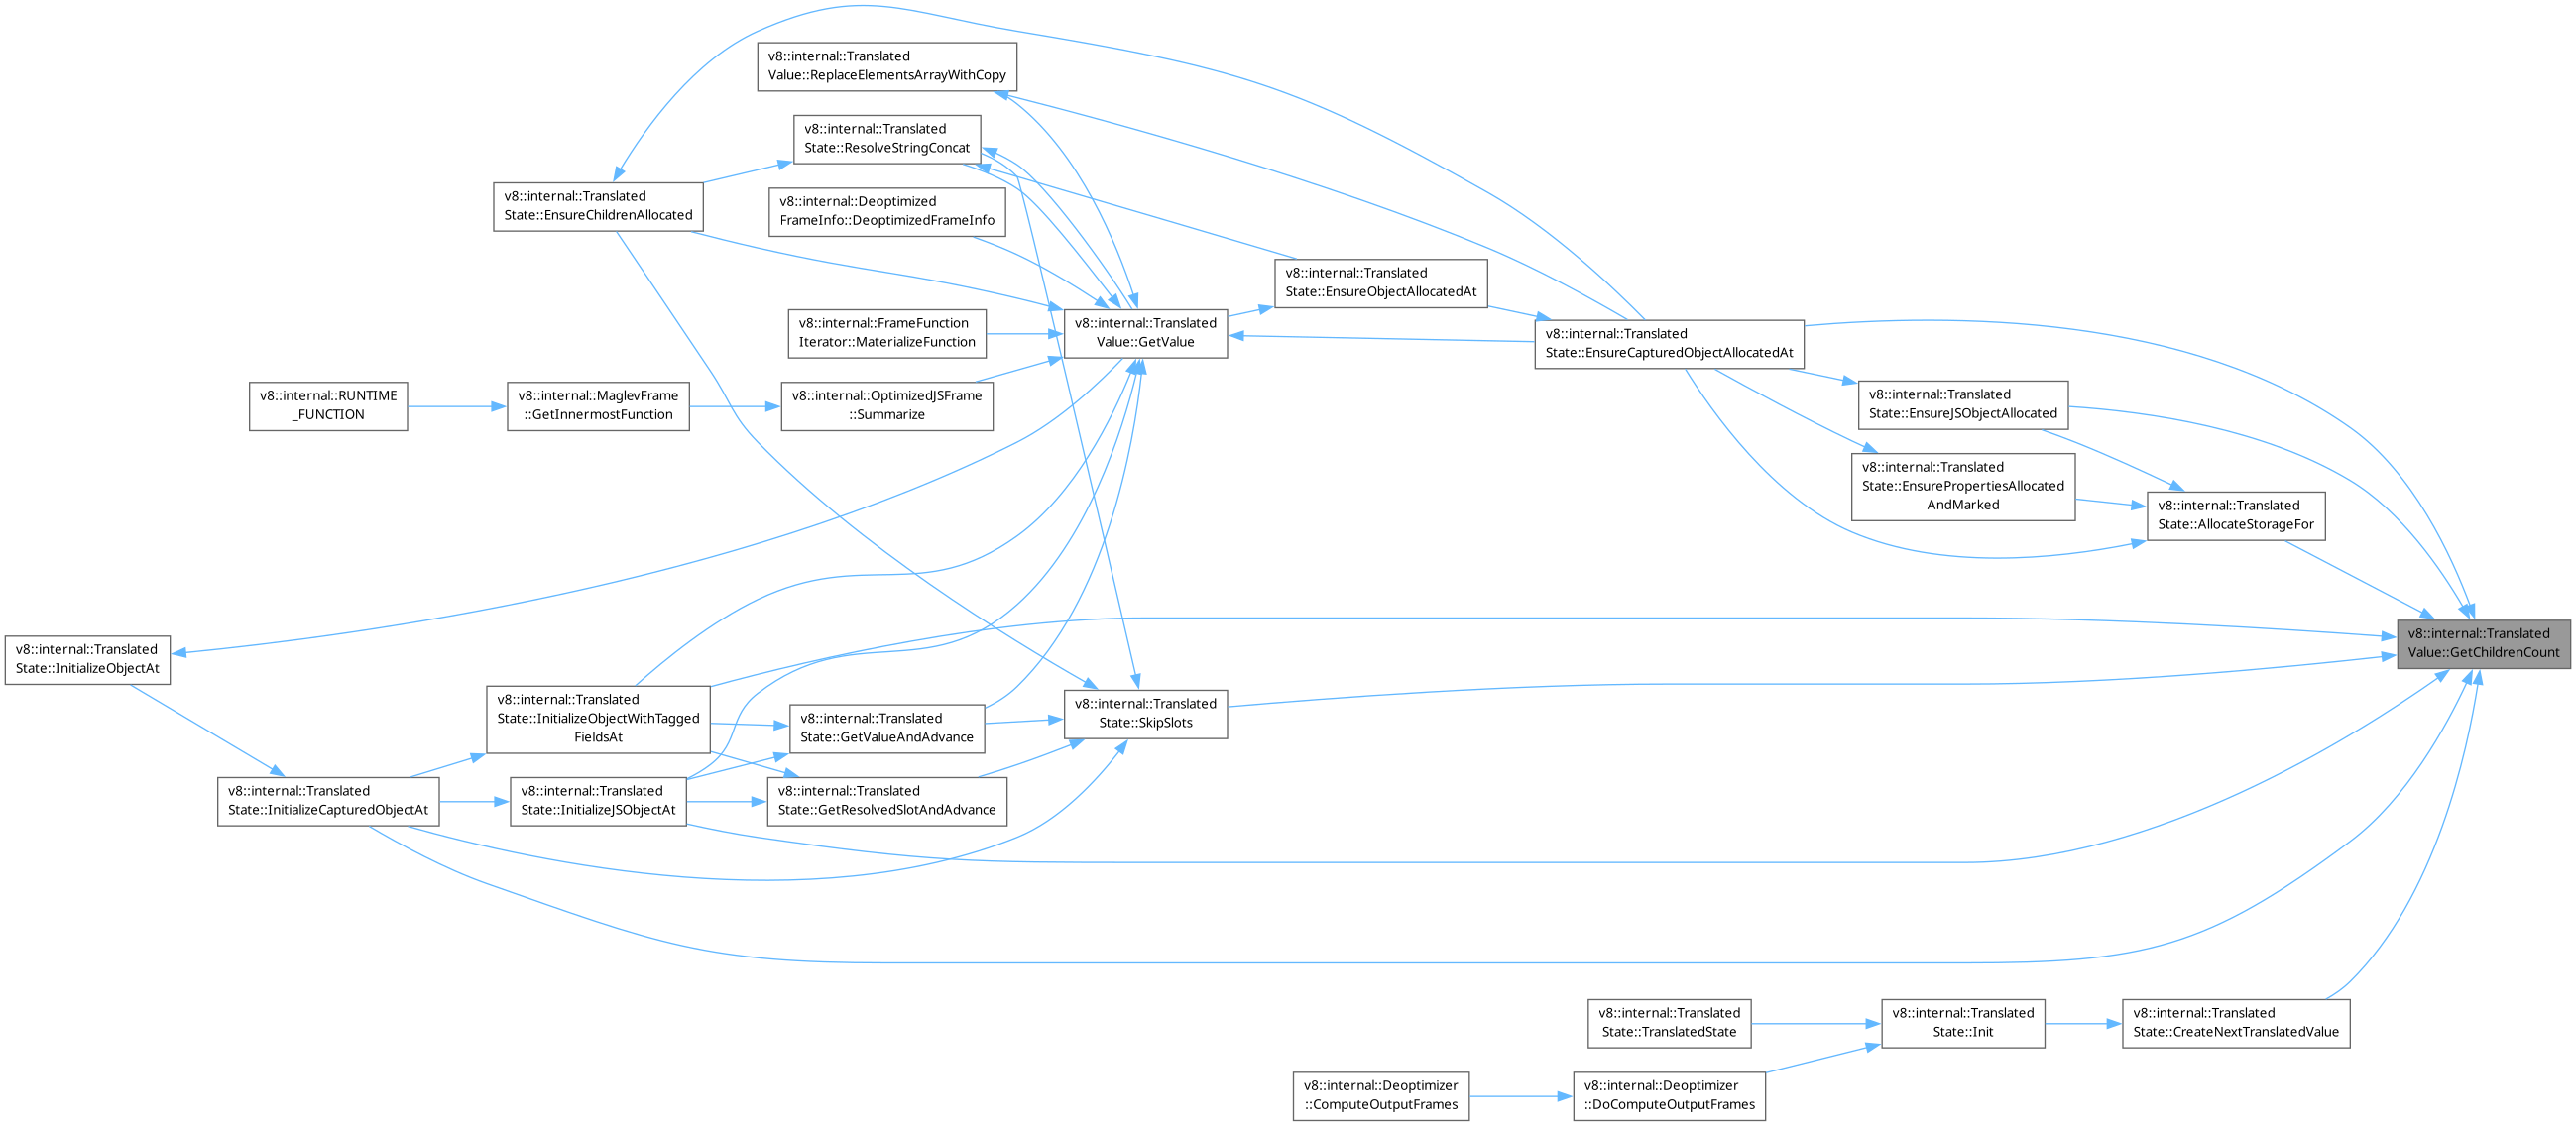 v8::internal::Translated
Value::ReplaceElementsArrayWithCopy
v8::internal::Translated
State::ResolveStringConcat
v8::internal::Translated
State::EnsureChildrenAllocated
v8::internal::Deoptimized
FrameInfo::DeoptimizedFrameInfo
v8::internal::Translated
State::EnsureObjectAllocatedAt
v8::internal::FrameFunction
Iterator::MaterializeFunction
v8::internal::Translated
Value::GetValue
v8::internal::Translated
State::EnsureCapturedObjectAllocatedAt
v8::internal::RUNTIME
_FUNCTION
v8::internal::MaglevFrame
::GetInnermostFunction
v8::internal::OptimizedJSFrame
::Summarize
v8::internal::Translated
State::EnsureJSObjectAllocated
v8::internal::Translated
State::EnsurePropertiesAllocated
AndMarked
v8::internal::Translated
State::AllocateStorageFor
v8::internal::Translated
State::InitializeObjectAt
v8::internal::Translated
Value::GetChildrenCount
v8::internal::Translated
State::InitializeObjectWithTagged
FieldsAt
v8::internal::Translated
State::GetValueAndAdvance
v8::internal::Translated
State::SkipSlots
v8::internal::Translated
State::InitializeCapturedObjectAt
v8::internal::Translated
State::InitializeJSObjectAt
v8::internal::Translated
State::GetResolvedSlotAndAdvance
v8::internal::Translated
State::TranslatedState
v8::internal::Translated
State::Init
v8::internal::Translated
State::CreateNextTranslatedValue
v8::internal::Deoptimizer
::ComputeOutputFrames
v8::internal::Deoptimizer
::DoComputeOutputFrames